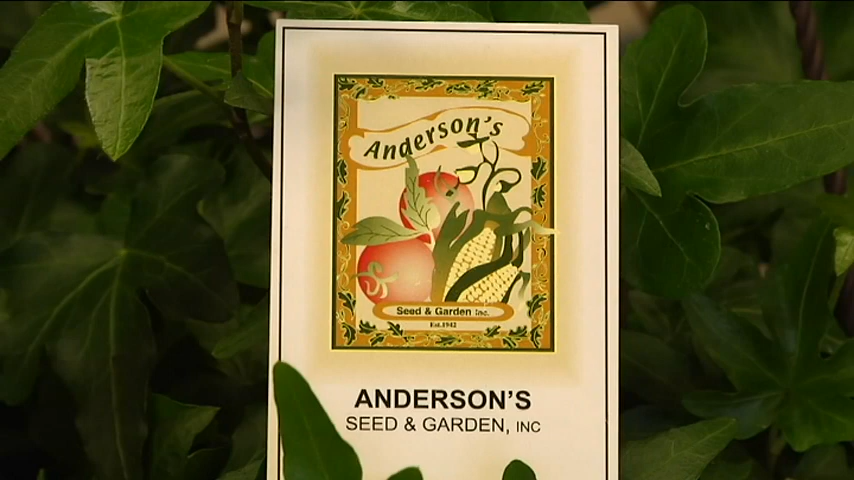 Anderson's
Seed & Garden Inc.
Est.1942
ANDERSON'S
SEED & GARDEN, INC